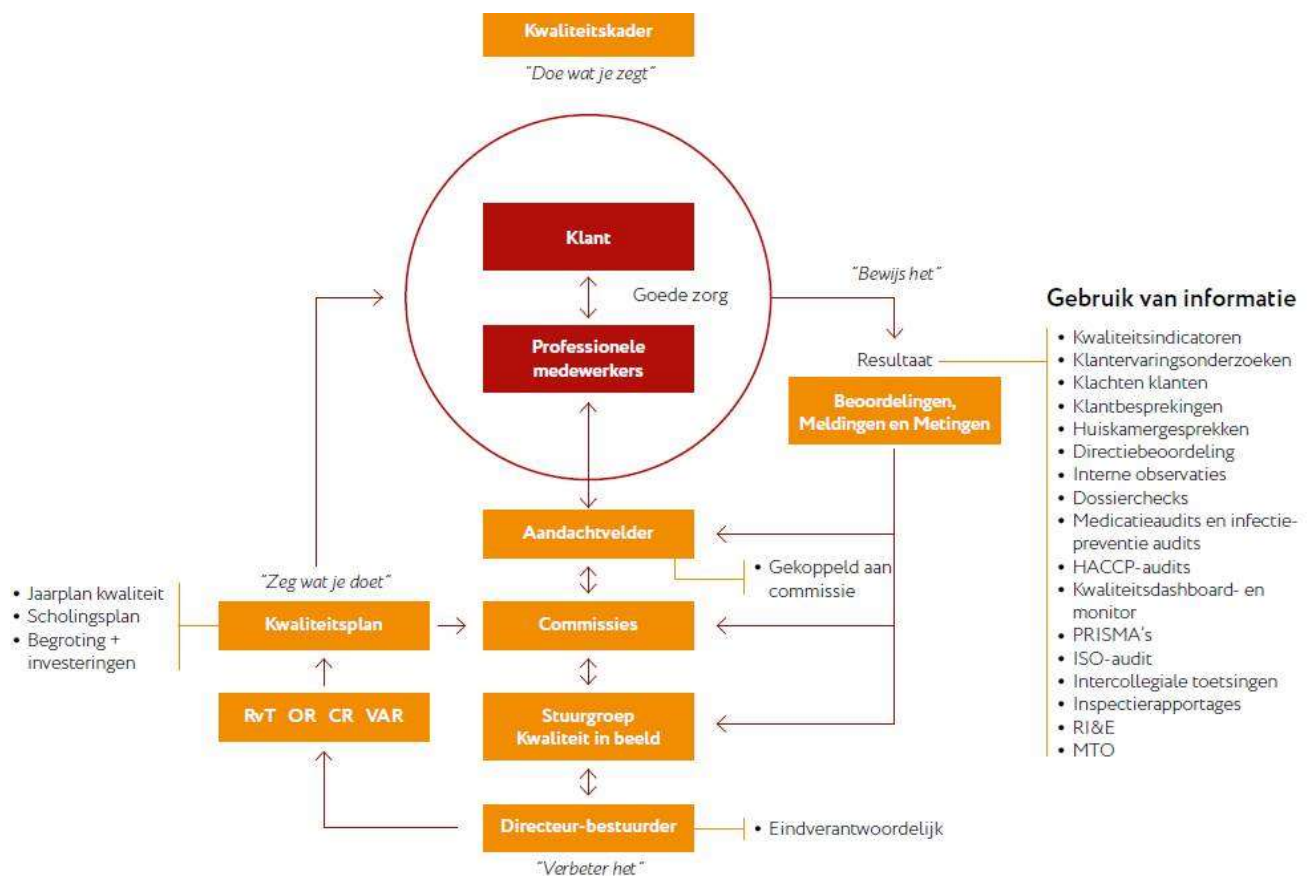 Kwaliteitskader
"Doe wat je zegt"
Klant
Goede zorg
Professionele
medewerkers
"Bewijs het"
Resultaat
Beoordelingen,
Meldingen en Metingen
Gebruik van informatie
• Kwaliteitsindicatoren
• Klantervaringsonderzoeken
• Klachten klanten
• Klantbesprekingen
• Huiskamergesprekken
• Directiebeoordeling
• Interne observaties
• Dossierchecks
• Medicatieaudits en infectie-
preventie audits
• HACCP-audits
• Kwaliteitsdashboard- en
monitor
• PRISMA's
• ISO-audit
• Intercollegiale toetsingen
• Inspectierapportages
• RI&E
• MTO
Aandachtvelder
• Gekoppeld aan
commissie
"Zeg wat je doet"
• Jaarplan kwaliteit
• Scholingsplan
• Begroting +
investeringen
Kwaliteitsplan
Commissies
RvT OR CR VAR
Stuurgroep
Kwaliteit in beeld
Directeur-bestuurder
• Eindverantwoordelijk
"Verbeter het"